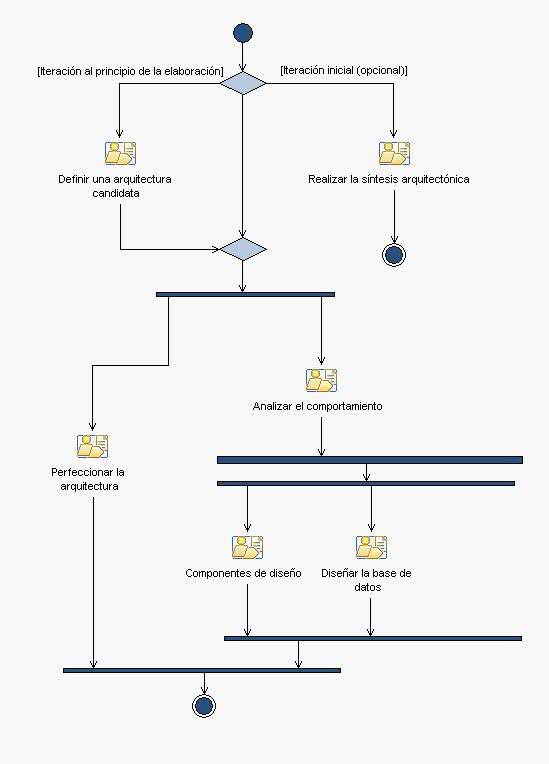 [Iteración al principio de la elaboración]
[Iteración inicial (opcional)]
Definir una arquitectura
candidata
Realizar la síntesis arquitectónica
Analizar el comportamiento
Perfeccionar la
arquitectura
Componentes de diseño
Diseñar la base de
datos